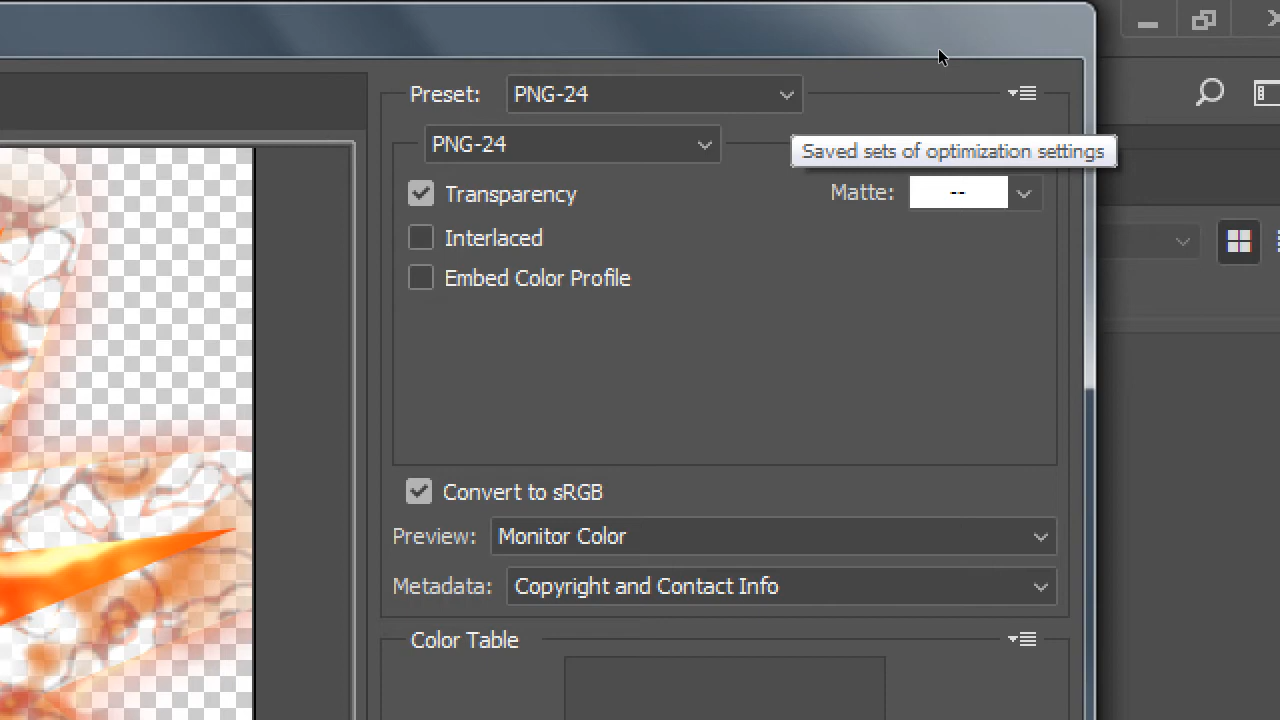 Preset: PNG-24
PNG-24
Saved sets of optimization settings
Transparency
Matte: --
Interlaced
Embed Color Profile
Convert to sRGB
Preview: Monitor Color
Metadata: Copyright and Contact Info
Color Table